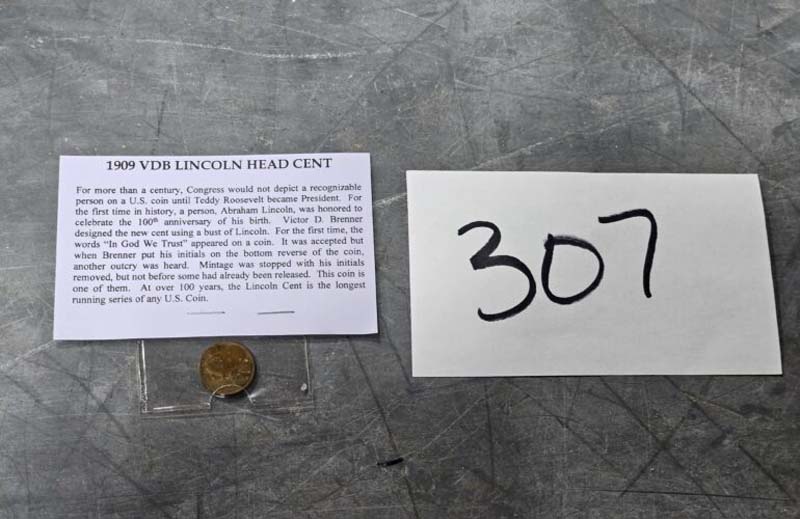 1909 VDB LINCOLN HEAD CENT
For more than a century, Congress would not depict a recognizable
person on a U.S. coin until Teddy Roosevelt became President. For
the first time in history, a person, Abraham Lincoln, was honored to
celebrate the 100th anniversary of his birth. Victor D. Brenner
designed the new cent using a bust of Lincoln. For the first time, the
words "In God We Trust" appeared on a coin. It was accepted but
when Brenner put his initials on the bottom reverse of the coin,
another outcry was heard. Mintage was stopped with his initials
removed, but not before some had already been released. This coin is
one of them. At over 100 years, the Lincoln Cent is the longest
running series of any U.S. Coin.
307